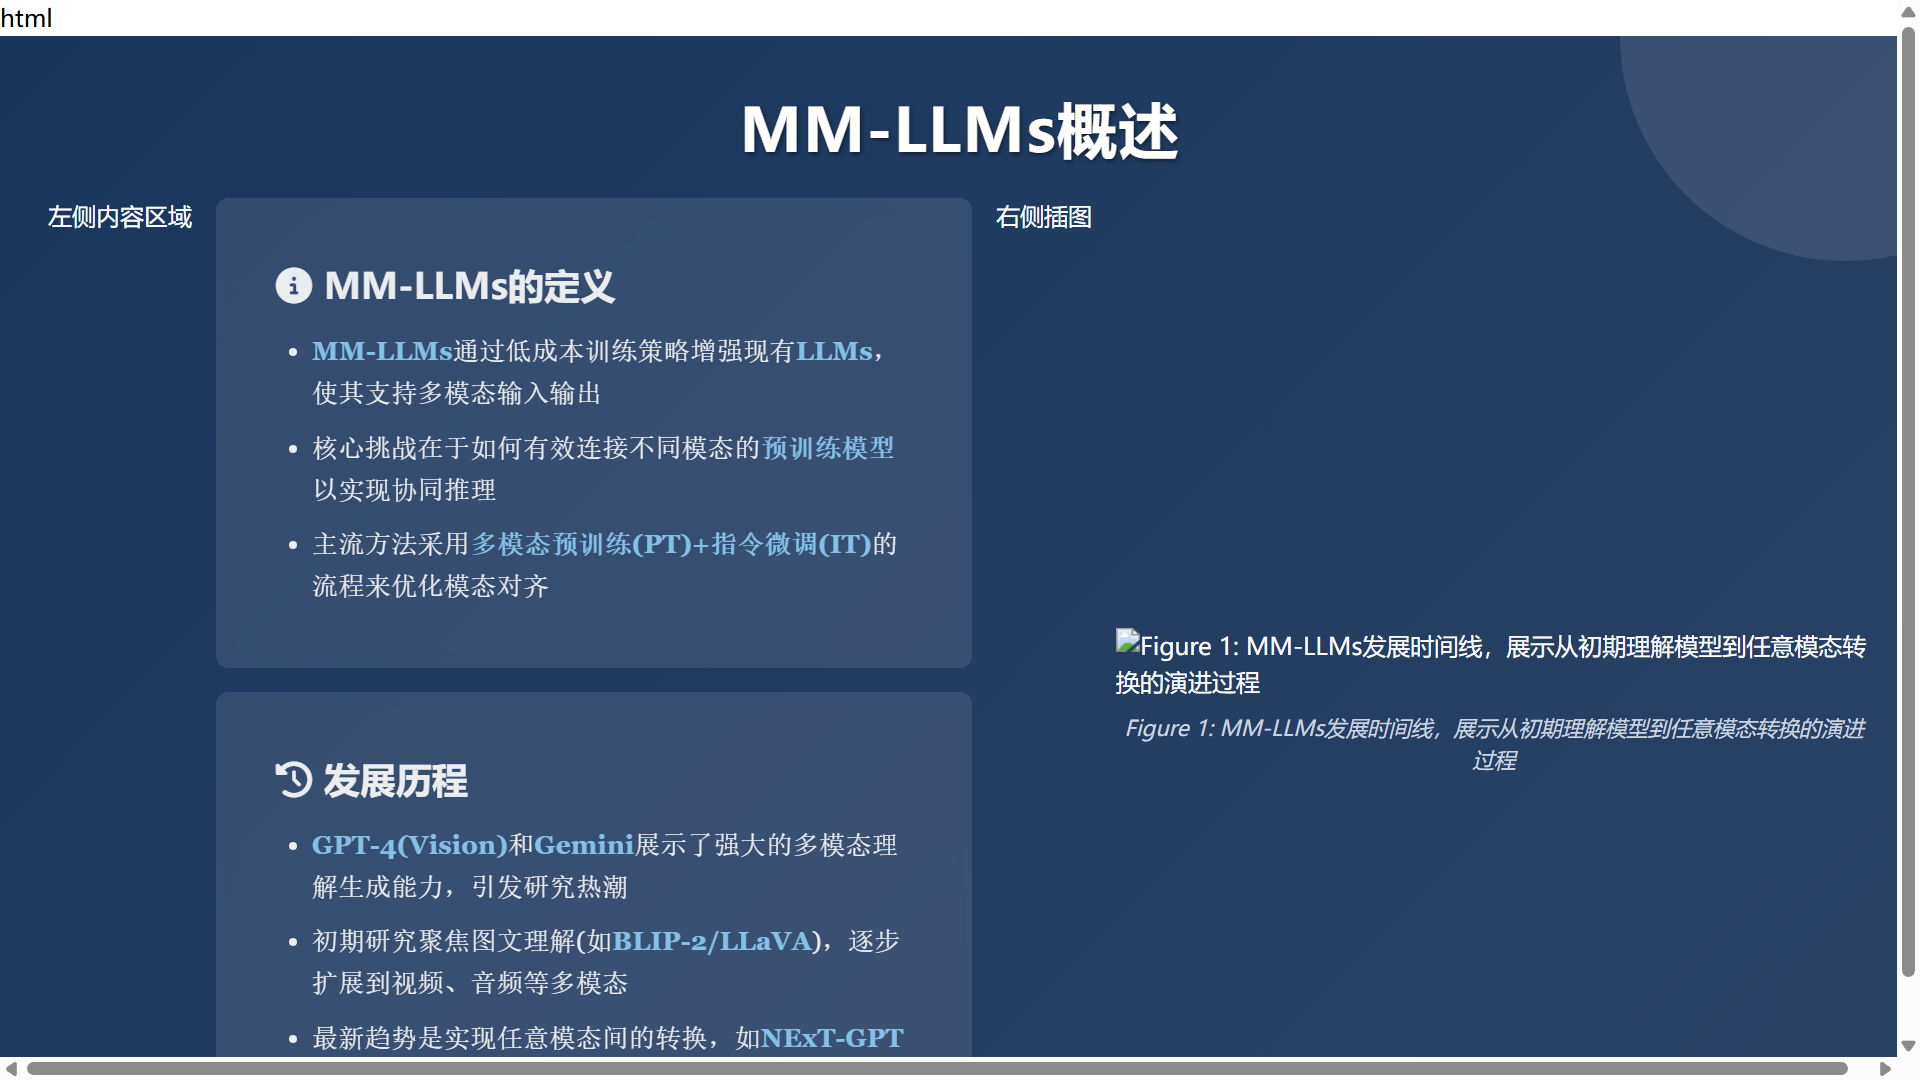 html
MM-LLMs概述
左侧内容区域
MM-LLMs的定义
MM-LLMs通过低成本训练策略增强现有LLMs，
使其支持多模态输入输出
核心挑战在于如何有效连接不同模态的预训练模型
以实现协同推理
主流方法采用多模态预训练(PT)+指令微调(IT)的
流程来优化模态对齐
发展历程
GPT-4(Vision)和Gemini展示了强大的多模态理
解生成能力，引发研究热潮
初期研究聚焦图文理解(如BLIP-2/LLaVA)，逐步
扩展到视频、音频等多模态
最新趋势是实现任意模态间的转换，如NExT-GPT
右侧插图
Figure 1: MM-LLMs发展时间线，展示从初期理解模型到任意模态转
换的演进过程
Figure 1: MM-LLMs发展时间线，展示从初期理解模型到任意模态转换的演进
过程